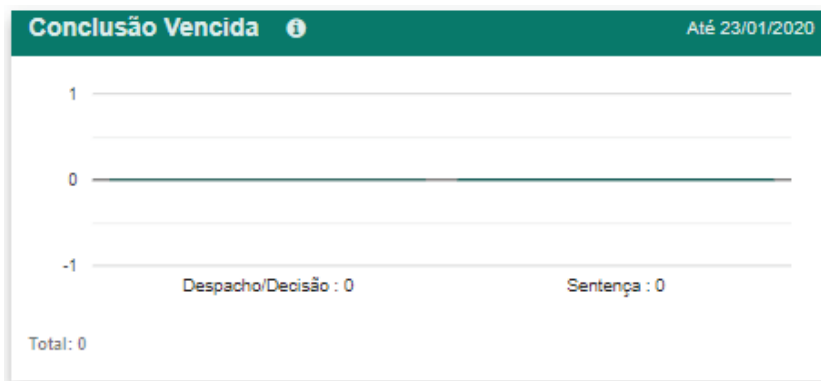 Conclusão Vencida Até 23/01/2020
1
0
-1
Despacho/Decisão : 0 Sentença : 0
Total: 0